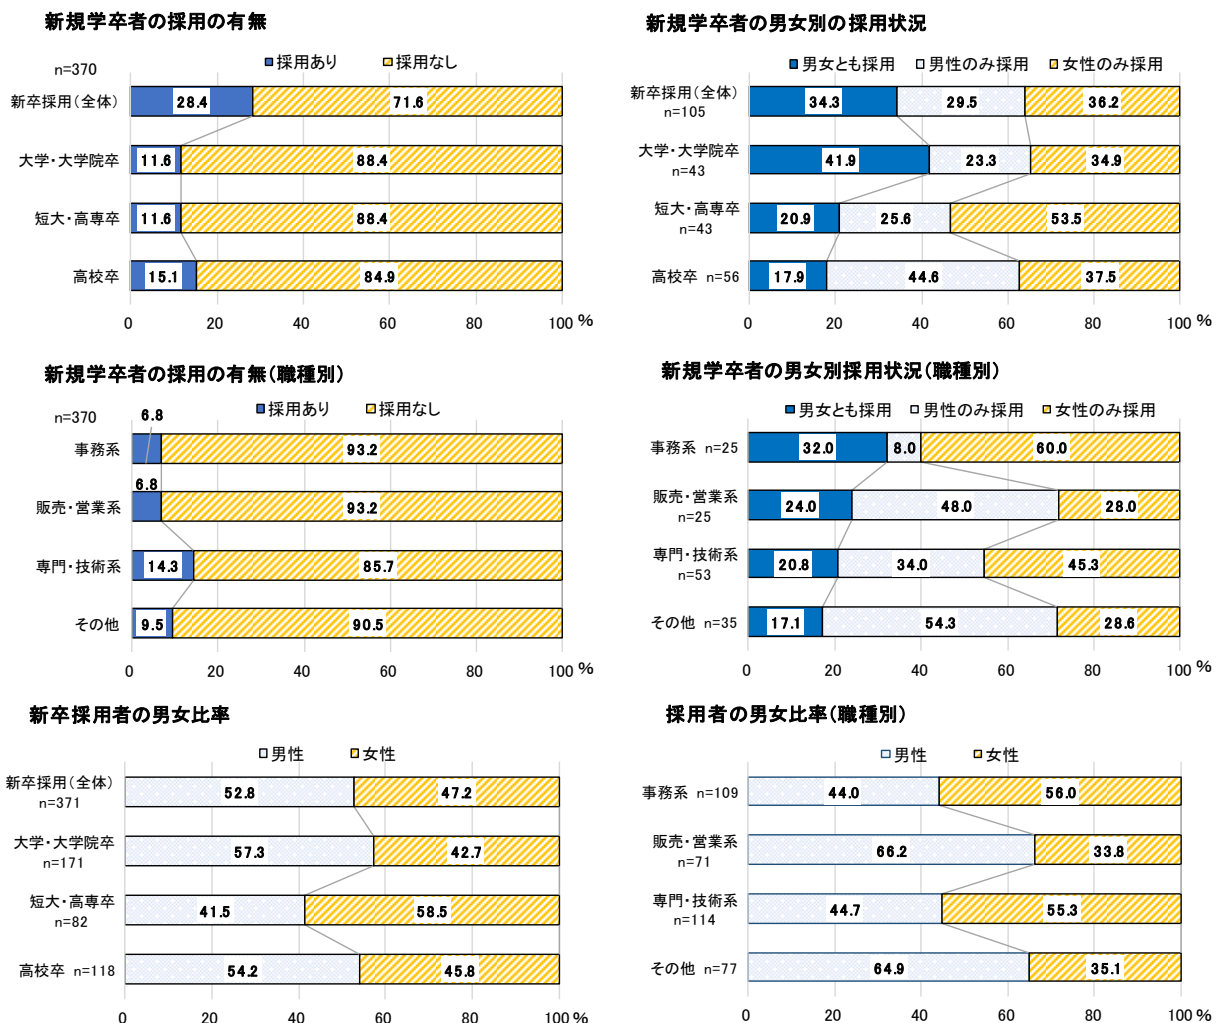 新規学卒者の採用の有無
n=370
採用あり 採用なし
新卒採用(全体) 28.4 71.6
大学・大学院卒 11.6 88.4
短大・高専卒 11.6 88.4
高校卒 15.1 84.9
0 20 40 60 80 100 %
新規学卒者の男女別の採用状況
男女とも採用 男性のみ採用 女性のみ採用
新卒採用(全体) 34.3 29.5 36.2
n=105
大学・大学院卒 41.9 23.3 34.9
n=43
短大・高専卒 20.9 25.6 53.5
n=43
高校卒 n=56 17.9 44.6 37.5
0 20 40 60 80 100 %
新規学卒者の採用の有無(職種別)
n=370
採用あり 採用なし
6.8
事務系 93.2
6.8
販売・営業系 93.2
専門・技術系 14.3 85.7
その他 9.5 90.5
0 20 40 60 80 100 %
新規学卒者の男女別採用状況(職種別)
男女とも採用 男性のみ採用 女性のみ採用
事務系 n=25 32.0 8.0 60.0
販売・営業系 24.0 48.0 28.0
n=25
専門・技術系 20.8 34.0 45.3
n=53
その他 n=35 17.1 54.3 28.6
0 20 40 60 80 100 %
新卒採用者の男女比率
男性 女性
新卒採用(全体) 52.8 47.2
n=371
大学・大学院卒 57.3 42.7
n=171
短大・高専卒 41.5 58.5
n=82
高校卒 n=118 54.2 45.8
0 20 40 60 80 100 %
採用者の男女比率(職種別)
男性 女性
事務系 n=109 44.0 56.0
販売・営業系 66.2 33.8
n=71
専門・技術系 44.7 55.3
n=114
その他 n=77 64.9 35.1
0 20 40 60 80 100 %